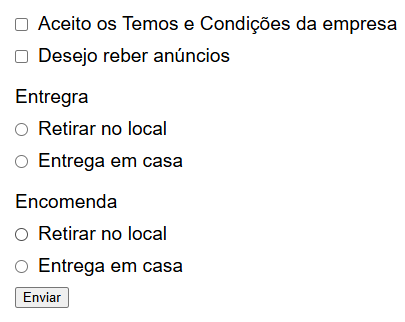 Aceito os Temos e Condições da empresa
Desejo reber anúncios
Entregra
Retirar no local
Entrega em casa
Encomenda
Retirar no local
Entrega em casa
Enviar